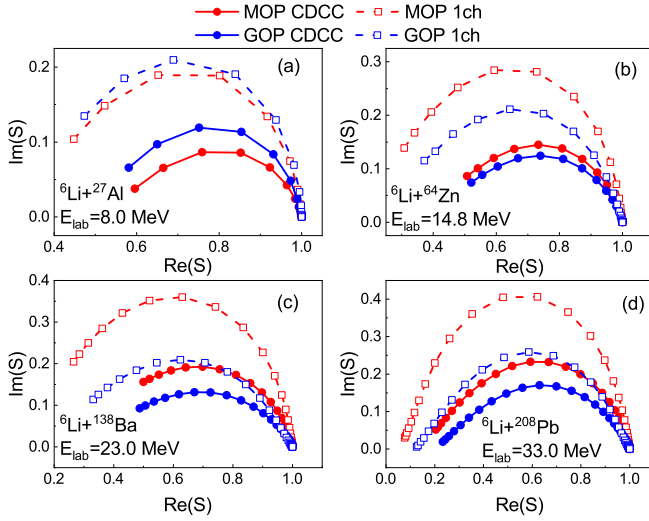 MOP CDCC MOP 1ch
GOP CDCC GOP 1ch
(a)
0.2
0.1
0.0
Im(S)
⁶Li+²⁷Al
E_lab=8.0 MeV
0.4 0.6 0.8 1.0
Re(S)
(b)
0.3
0.2
0.1
0.0
Im(S)
⁶Li+⁶⁴Zn
E_lab=14.8 MeV
0.4 0.6 0.8 1.0
Re(S)
(c)
0.4
0.3
0.2
0.1
0.0
Im(S)
⁶Li+¹³⁸Ba
E_lab=23.0 MeV
0.2 0.4 0.6 0.8 1.0
Re(S)
(d)
0.4
0.3
0.2
0.1
0.0
Im(S)
⁶Li+²⁰⁸Pb
E_lab=33.0 MeV
0.0 0.2 0.4 0.6 0.8 1.0
Re(S)